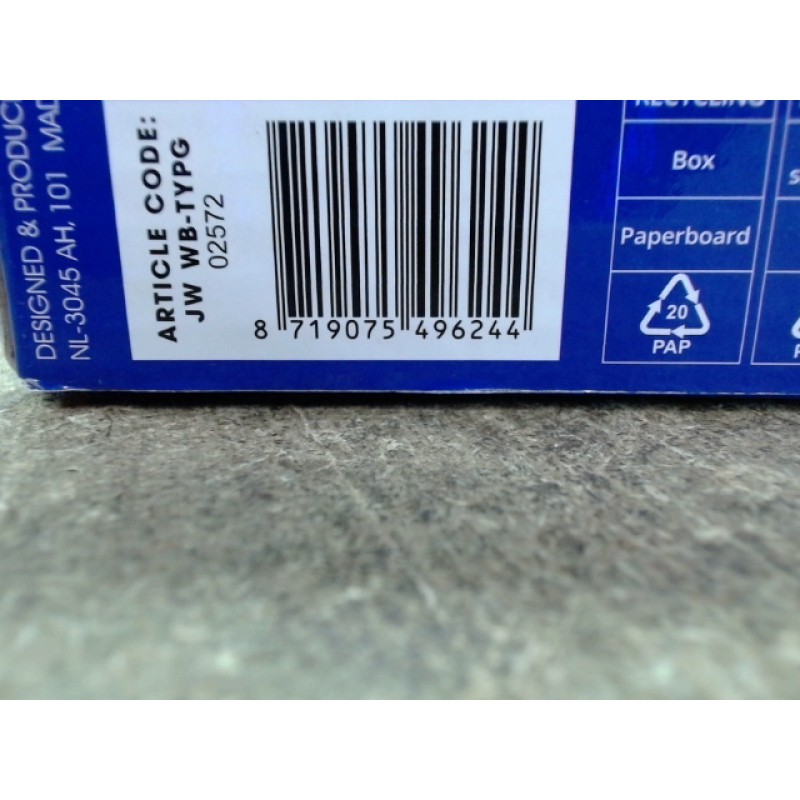 DESIGNED & PRODUC
NL-3045 AH, 101 MAD
ARTICLE CODE:
JW WB-TYPG
02572
8 719075 496244
RECYCLING
Box
Paperboard
20
PAP